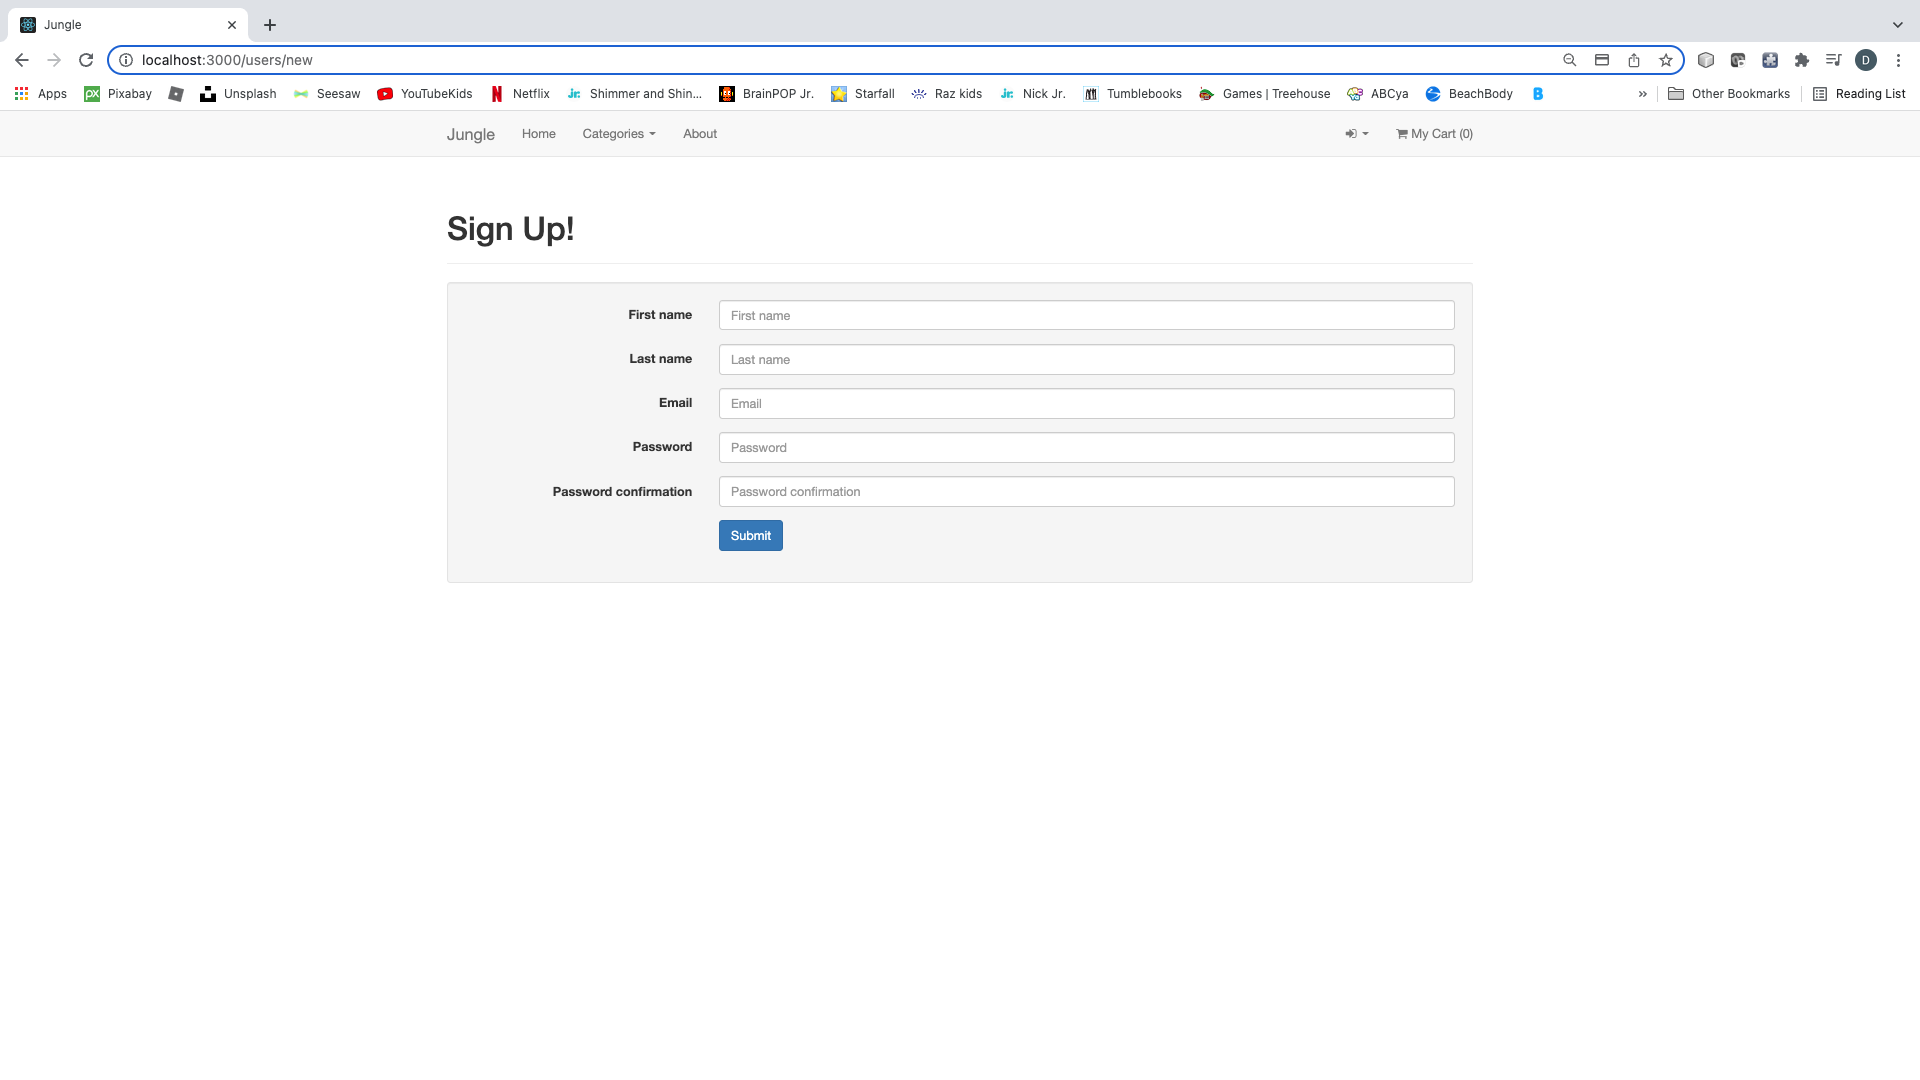 Jungle
localhost:3000/users/new
D
Apps Pixabay Unsplash Seesaw YouTubeKids Netflix Shimmer and Shin... BrainPOP Jr. Starfall Raz kids Nick Jr. Tumblebooks Games | Treehouse ABCya BeachBody B » Other Bookmarks Reading List
Jungle Home Categories About My Cart (0)
Sign Up!
First name First name
Last name Last name
Email Email
Password Password
Password confirmation Password confirmation
Submit